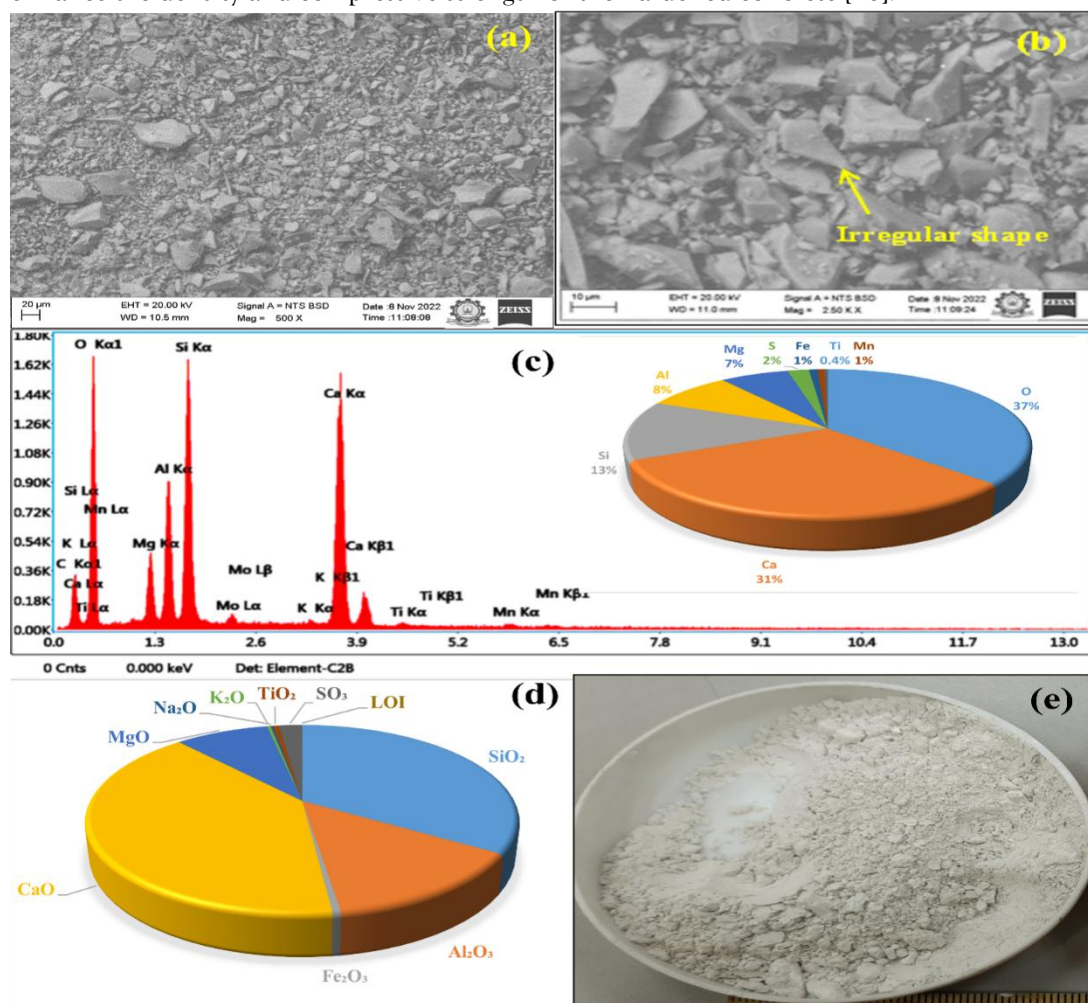 (a)
(b)
Irregular shape
20 µm
EHT = 20.00 kV
WD = 10.5 mm
Signal A = NTS BSD
Mag = 500 X
Date :8 Nov 2022
Time :11:08:08
ZEISS
10 µm
EHT = 20.00 kV
WD = 11.0 mm
Signal A = NTS BSD
Mag = 2.50 K X
Date :8 Nov 2022
Time :11:09:24
ZEISS
(c)
1.80K
1.62K
1.44K
1.26K
1.08K
0.90K
0.72K
0.54K
0.36K
0.18K
0.00K
O Kα1
Si Kα
Ca Kα
Al Kα
Si Lα
Mn Lα
K Lα
Mg Kα
C Kα1
Ca Lα
Ti Lα
Mo Lβ
Mo Lα
Ca Kβ1
K Kβ1
K Kα
Ti Kβ1
Ti Kα
Mn Kβ1
Mn Kα
0.0 1.3 2.6 3.9 5.2 6.5 7.8 9.1 10.4 11.7 13.0
0 Cnts 0.000 keV Det: Element-C2B
Mg
7%
S
2%
Fe
1%
Ti
0.4%
Mn
1%
Al
8%
O
37%
Si
13%
Ca
31%
(d)
K₂O
TiO₂
SO₃
Na₂O
LOI
MgO
SiO₂
CaO
Al₂O₃
Fe₂O₃
(e)